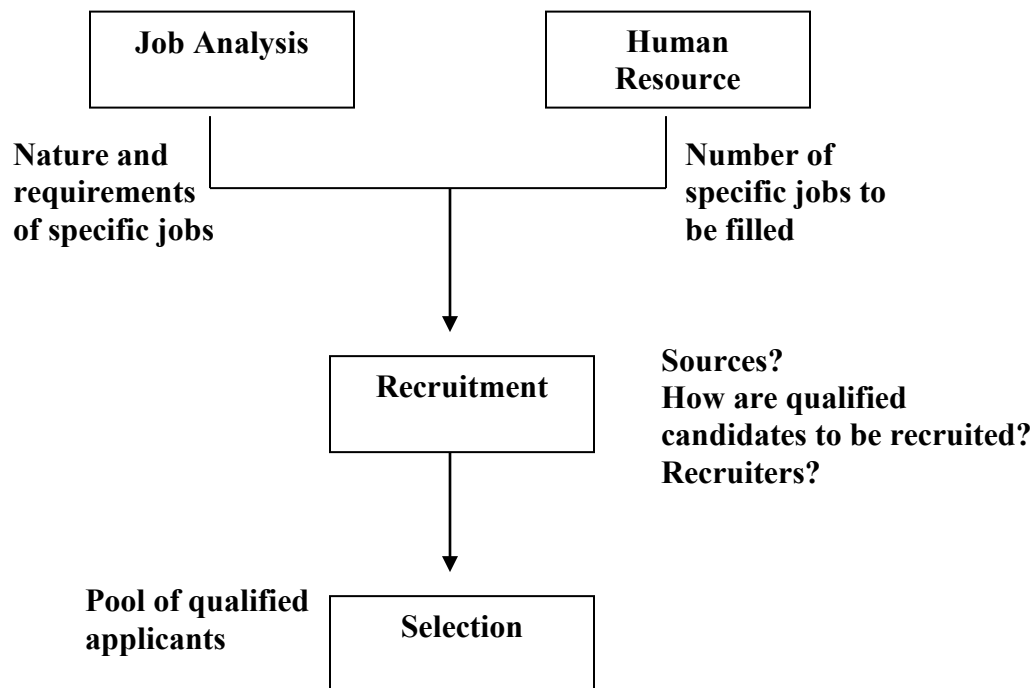 Job Analysis
Human
Resource
Nature and
requirements
of specific jobs
Number of
specific jobs to
be filled
Recruitment
Sources?
How are qualified
candidates to be recruited?
Recruiters?
Pool of qualified
applicants
Selection